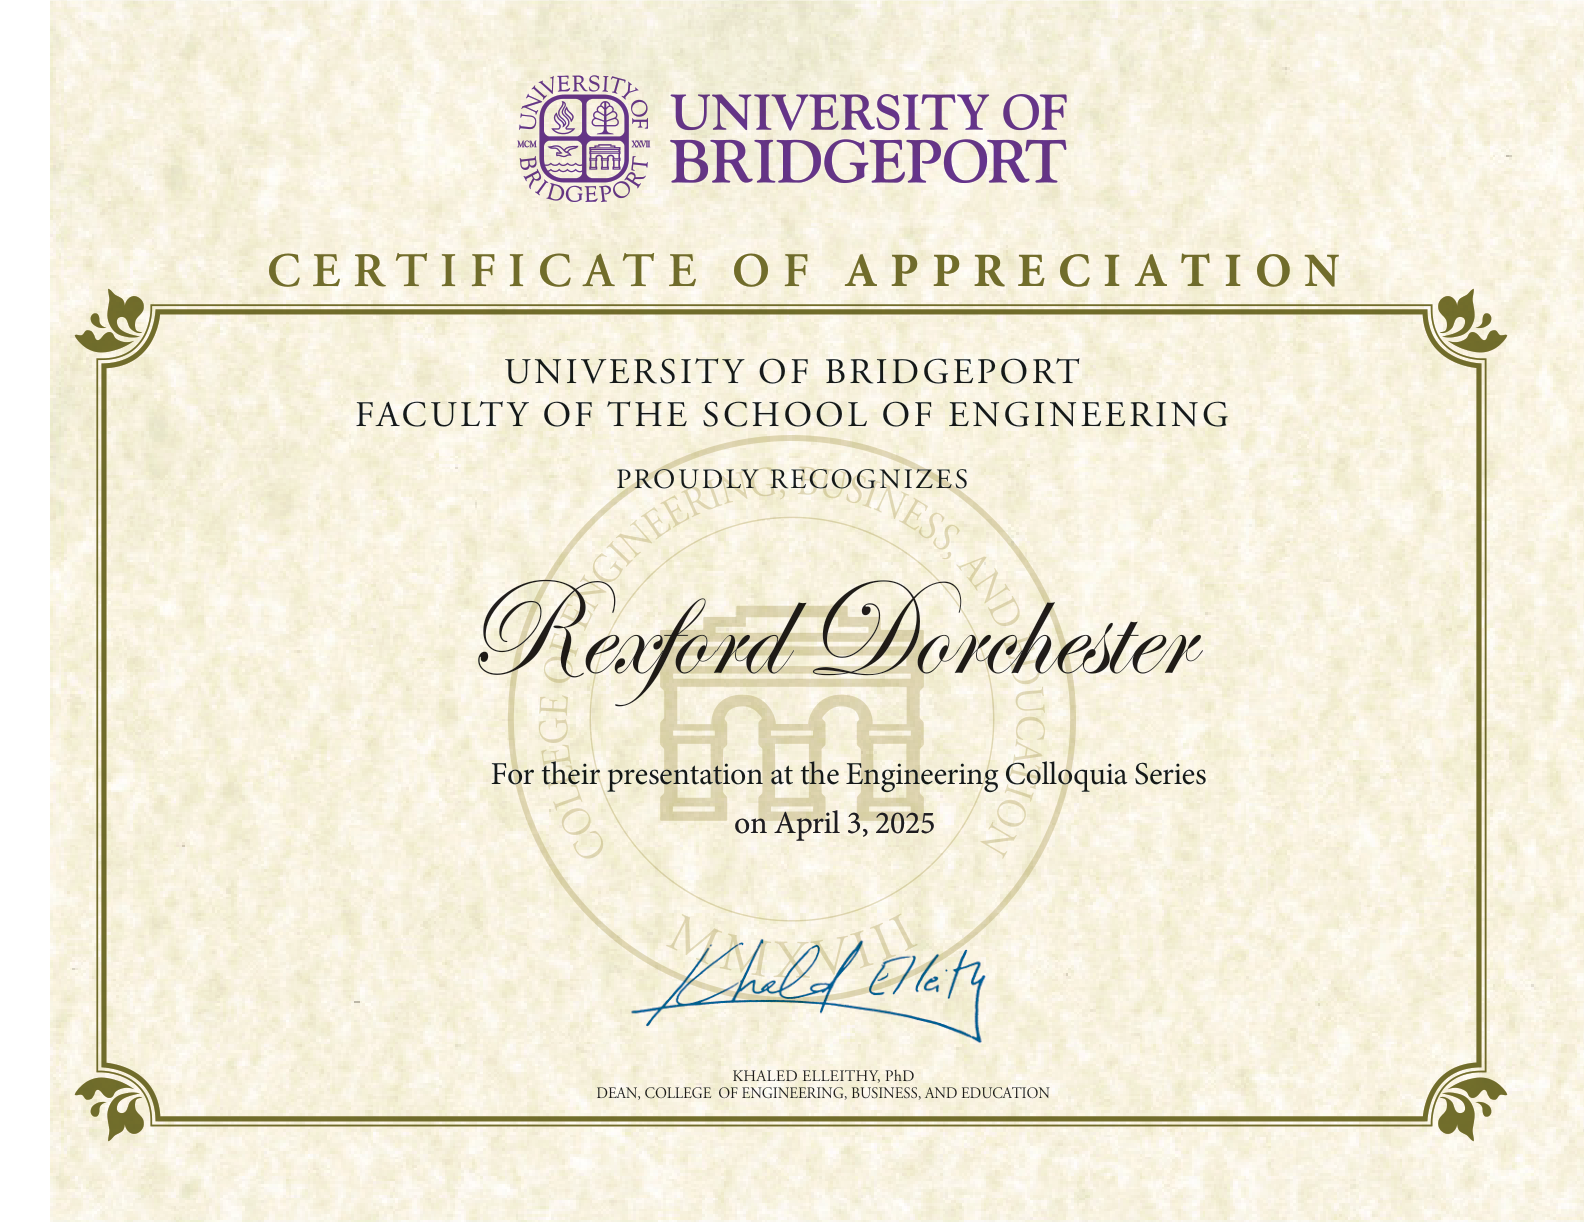 UNIVERSITY OF BRIDGEPORT
MCM XXVII
UNIVERSITY OF
BRIDGEPORT
CERTIFICATE OF APPRECIATION
UNIVERSITY OF BRIDGEPORT
FACULTY OF THE SCHOOL OF ENGINEERING
PROUDLY RECOGNIZES
COLLEGE OF ENGINEERING, BUSINESS, AND EDUCATION
Rexford Dorchester
For their presentation at the Engineering Colloquia Series
on April 3, 2025
MMXVIII
Khaled Elleithy
KHALED ELLEITHY, PhD
DEAN, COLLEGE OF ENGINEERING, BUSINESS, AND EDUCATION